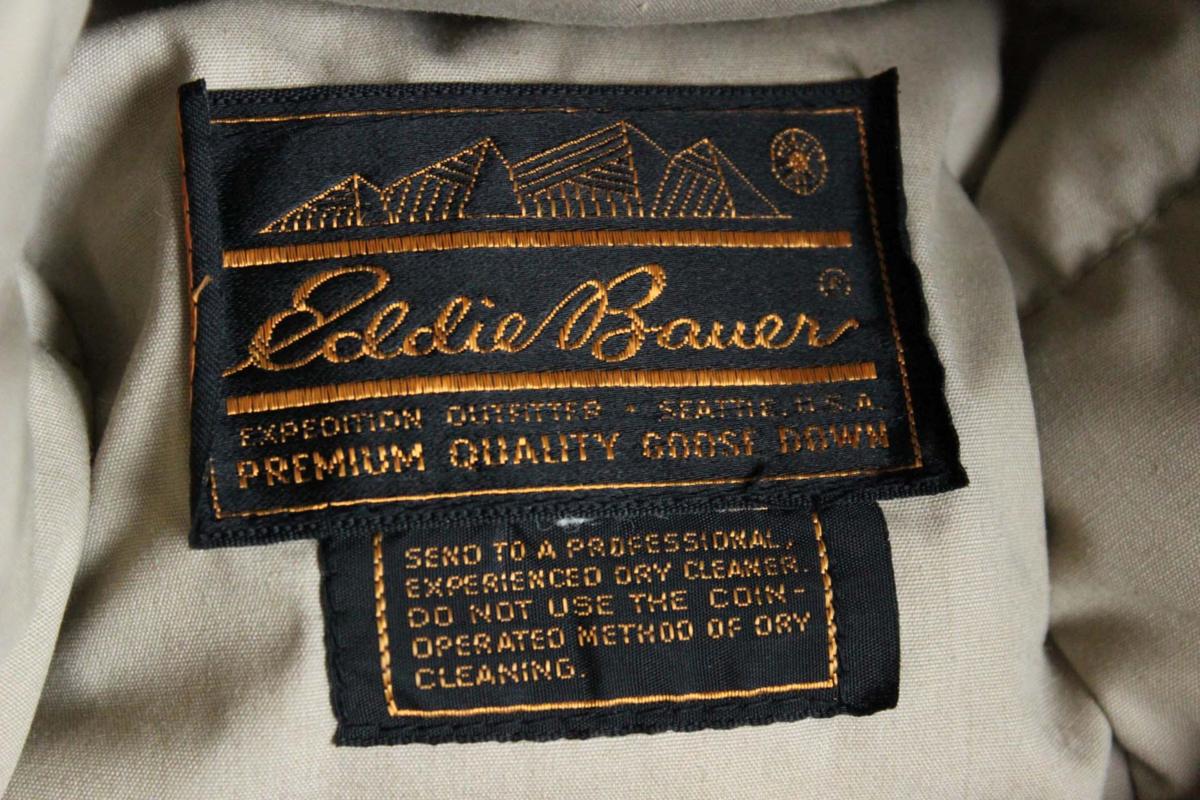 Eddie Bauer ®
EXPEDITION OUTFITTER · SEATTLE, U.S.A.
PREMIUM QUALITY GOOSE DOWN
SEND TO A PROFESSIONAL,
EXPERIENCED DRY CLEANER.
DO NOT USE THE COIN-
OPERATED METHOD OF DRY
CLEANING.